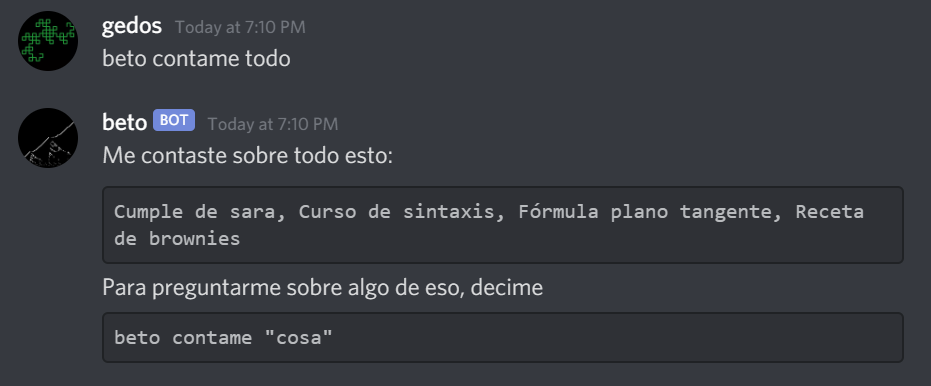 gedos Today at 7:10 PM
beto contame todo
beto BOT Today at 7:10 PM
Me contaste sobre todo esto:
Cumple de sara, Curso de sintaxis, Fórmula plano tangente, Receta
de brownies
Para preguntarme sobre algo de eso, decime
beto contame "cosa"